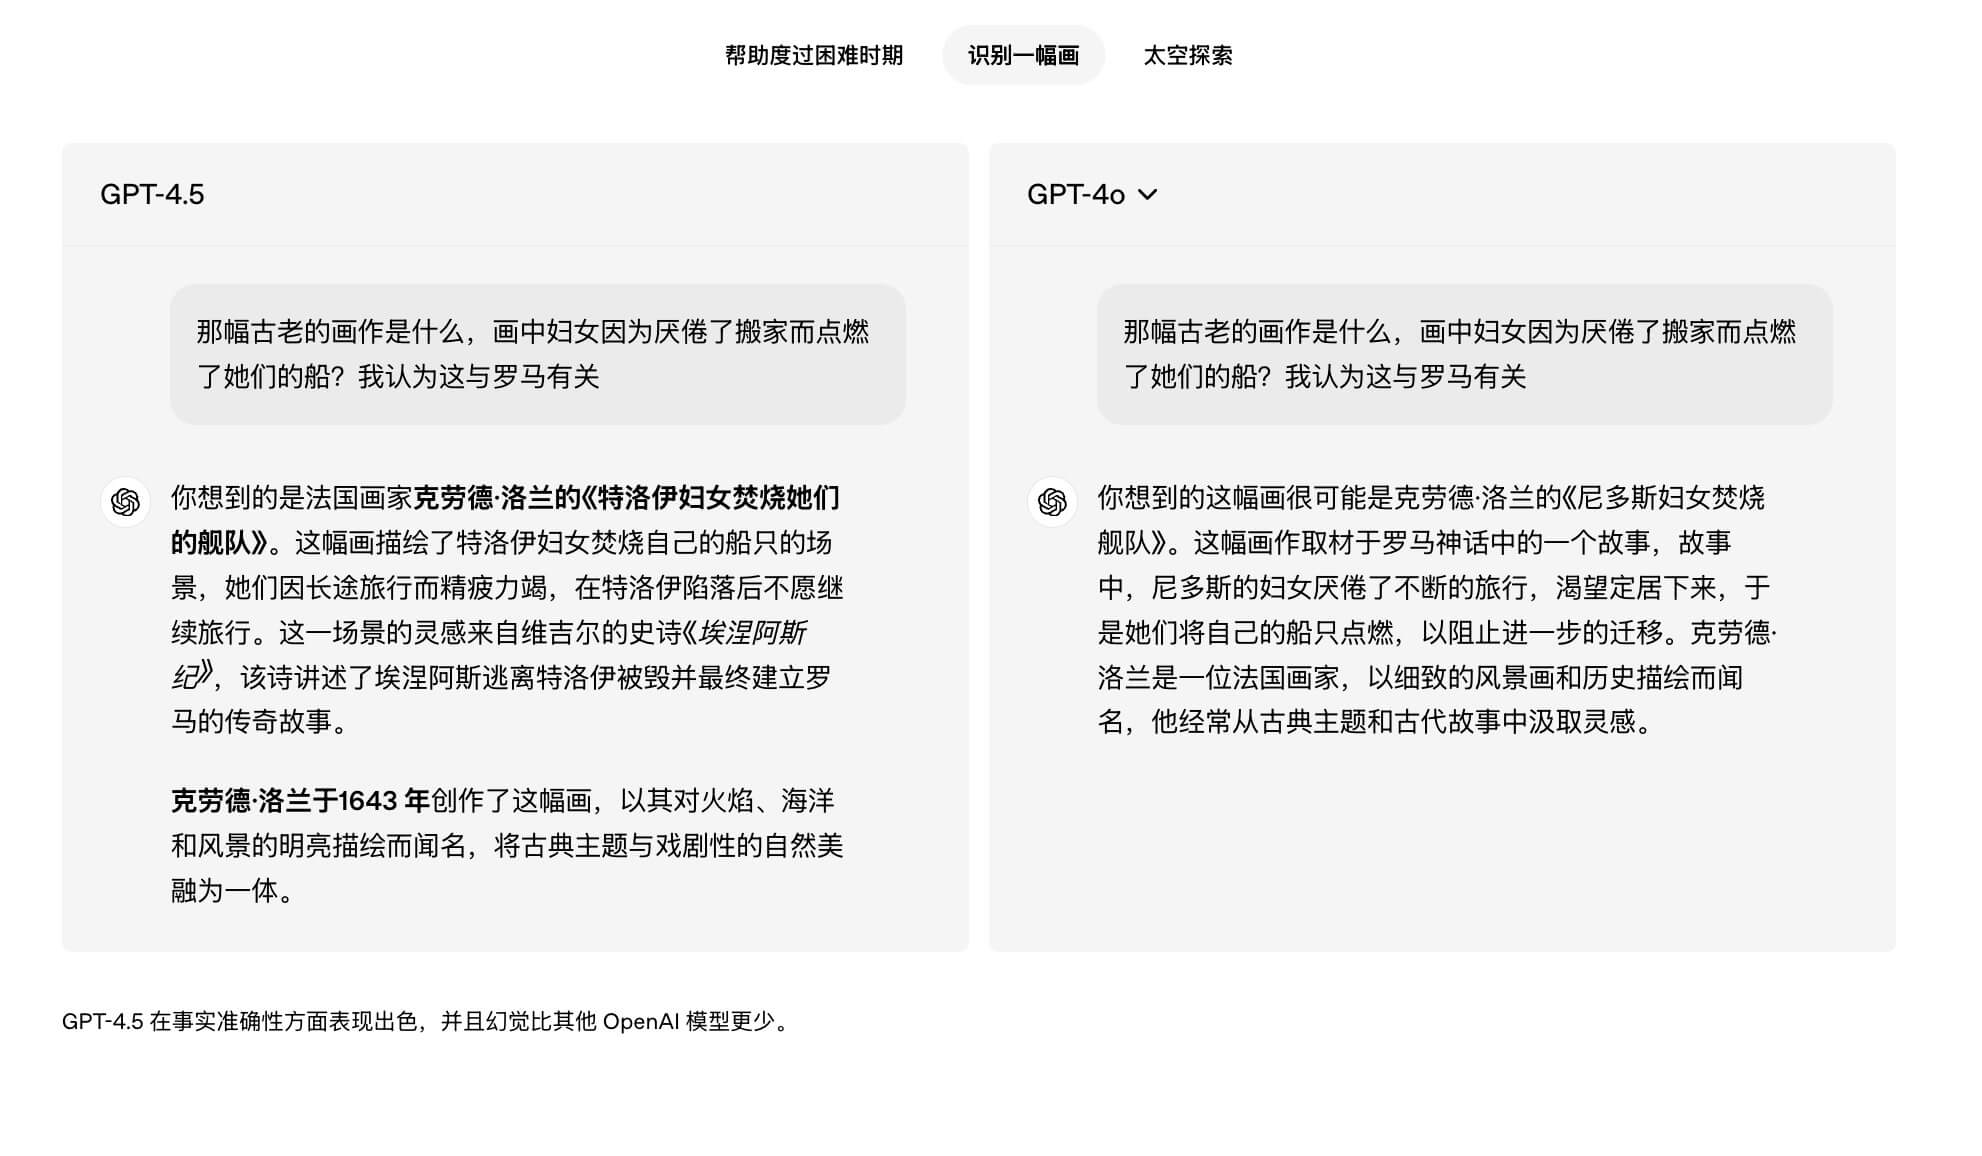 帮助度过困难时期
识别一幅画
太空探索
GPT-4.5
那幅古老的画作是什么，画中妇女因为厌倦了搬家而点燃
了她们的船？我认为这与罗马有关
你想到的是法国画家克劳德·洛兰的《特洛伊妇女焚烧她们
的舰队》。这幅画描绘了特洛伊妇女焚烧自己的船只的场
景，她们因长途旅行而精疲力竭，在特洛伊陷落后不愿继
续旅行。这一场景的灵感来自维吉尔的史诗《埃涅阿斯
纪》，该诗讲述了埃涅阿斯逃离特洛伊被毁并最终建立罗
马的传奇故事。
克劳德·洛兰于1643 年创作了这幅画，以其对火焰、海洋
和风景的明亮描绘而闻名，将古典主题与戏剧性的自然美
融为一体。
GPT-4o
那幅古老的画作是什么，画中妇女因为厌倦了搬家而点燃
了她们的船？我认为这与罗马有关
你想到的这幅画很可能是克劳德·洛兰的《尼多斯妇女焚烧
舰队》。这幅画作取材于罗马神话中的一个故事，故事
中，尼多斯的妇女厌倦了不断的旅行，渴望定居下来，于
是她们将自己的船只点燃，以阻止进一步的迁移。克劳德·
洛兰是一位法国画家，以细致的风景画和历史描绘而闻
名，他经常从古典主题和古代故事中汲取灵感。
GPT-4.5 在事实准确性方面表现出色，并且幻觉比其他 OpenAI 模型更少。